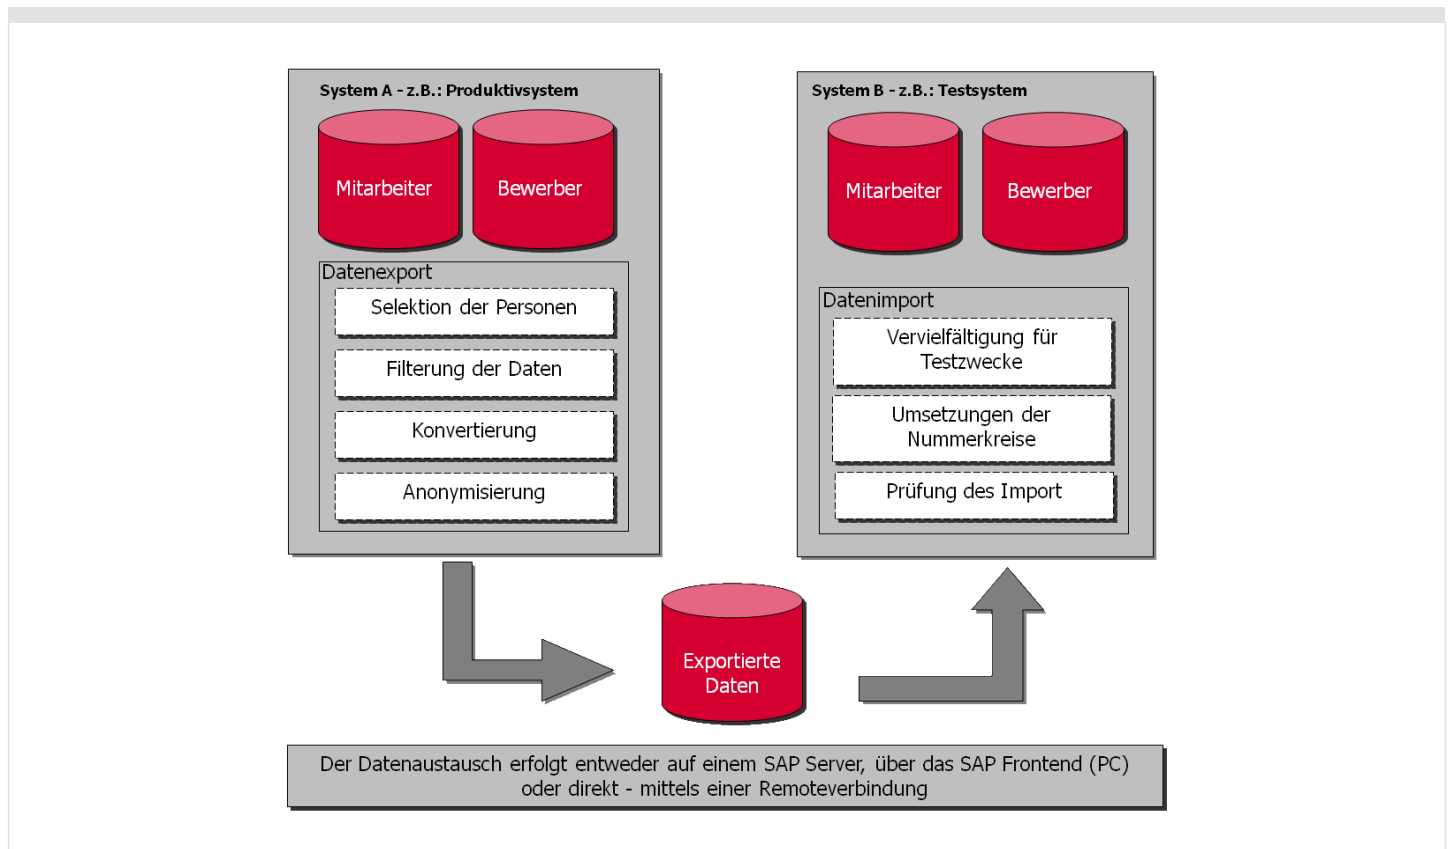 System A - z.B.: Produktivsystem
Mitarbeiter
Bewerber
Datenexport
Selektion der Personen
Filterung der Daten
Konvertierung
Anonymisierung
System B - z.B.: Testsystem
Mitarbeiter
Bewerber
Datenimport
Vervielfältigung für
Testzwecke
Umsetzungen der
Nummerkreise
Prüfung des Import
Exportierte
Daten
Der Datenaustausch erfolgt entweder auf einem SAP Server, über das SAP Frontend (PC)
oder direkt - mittels einer Remoteverbindung